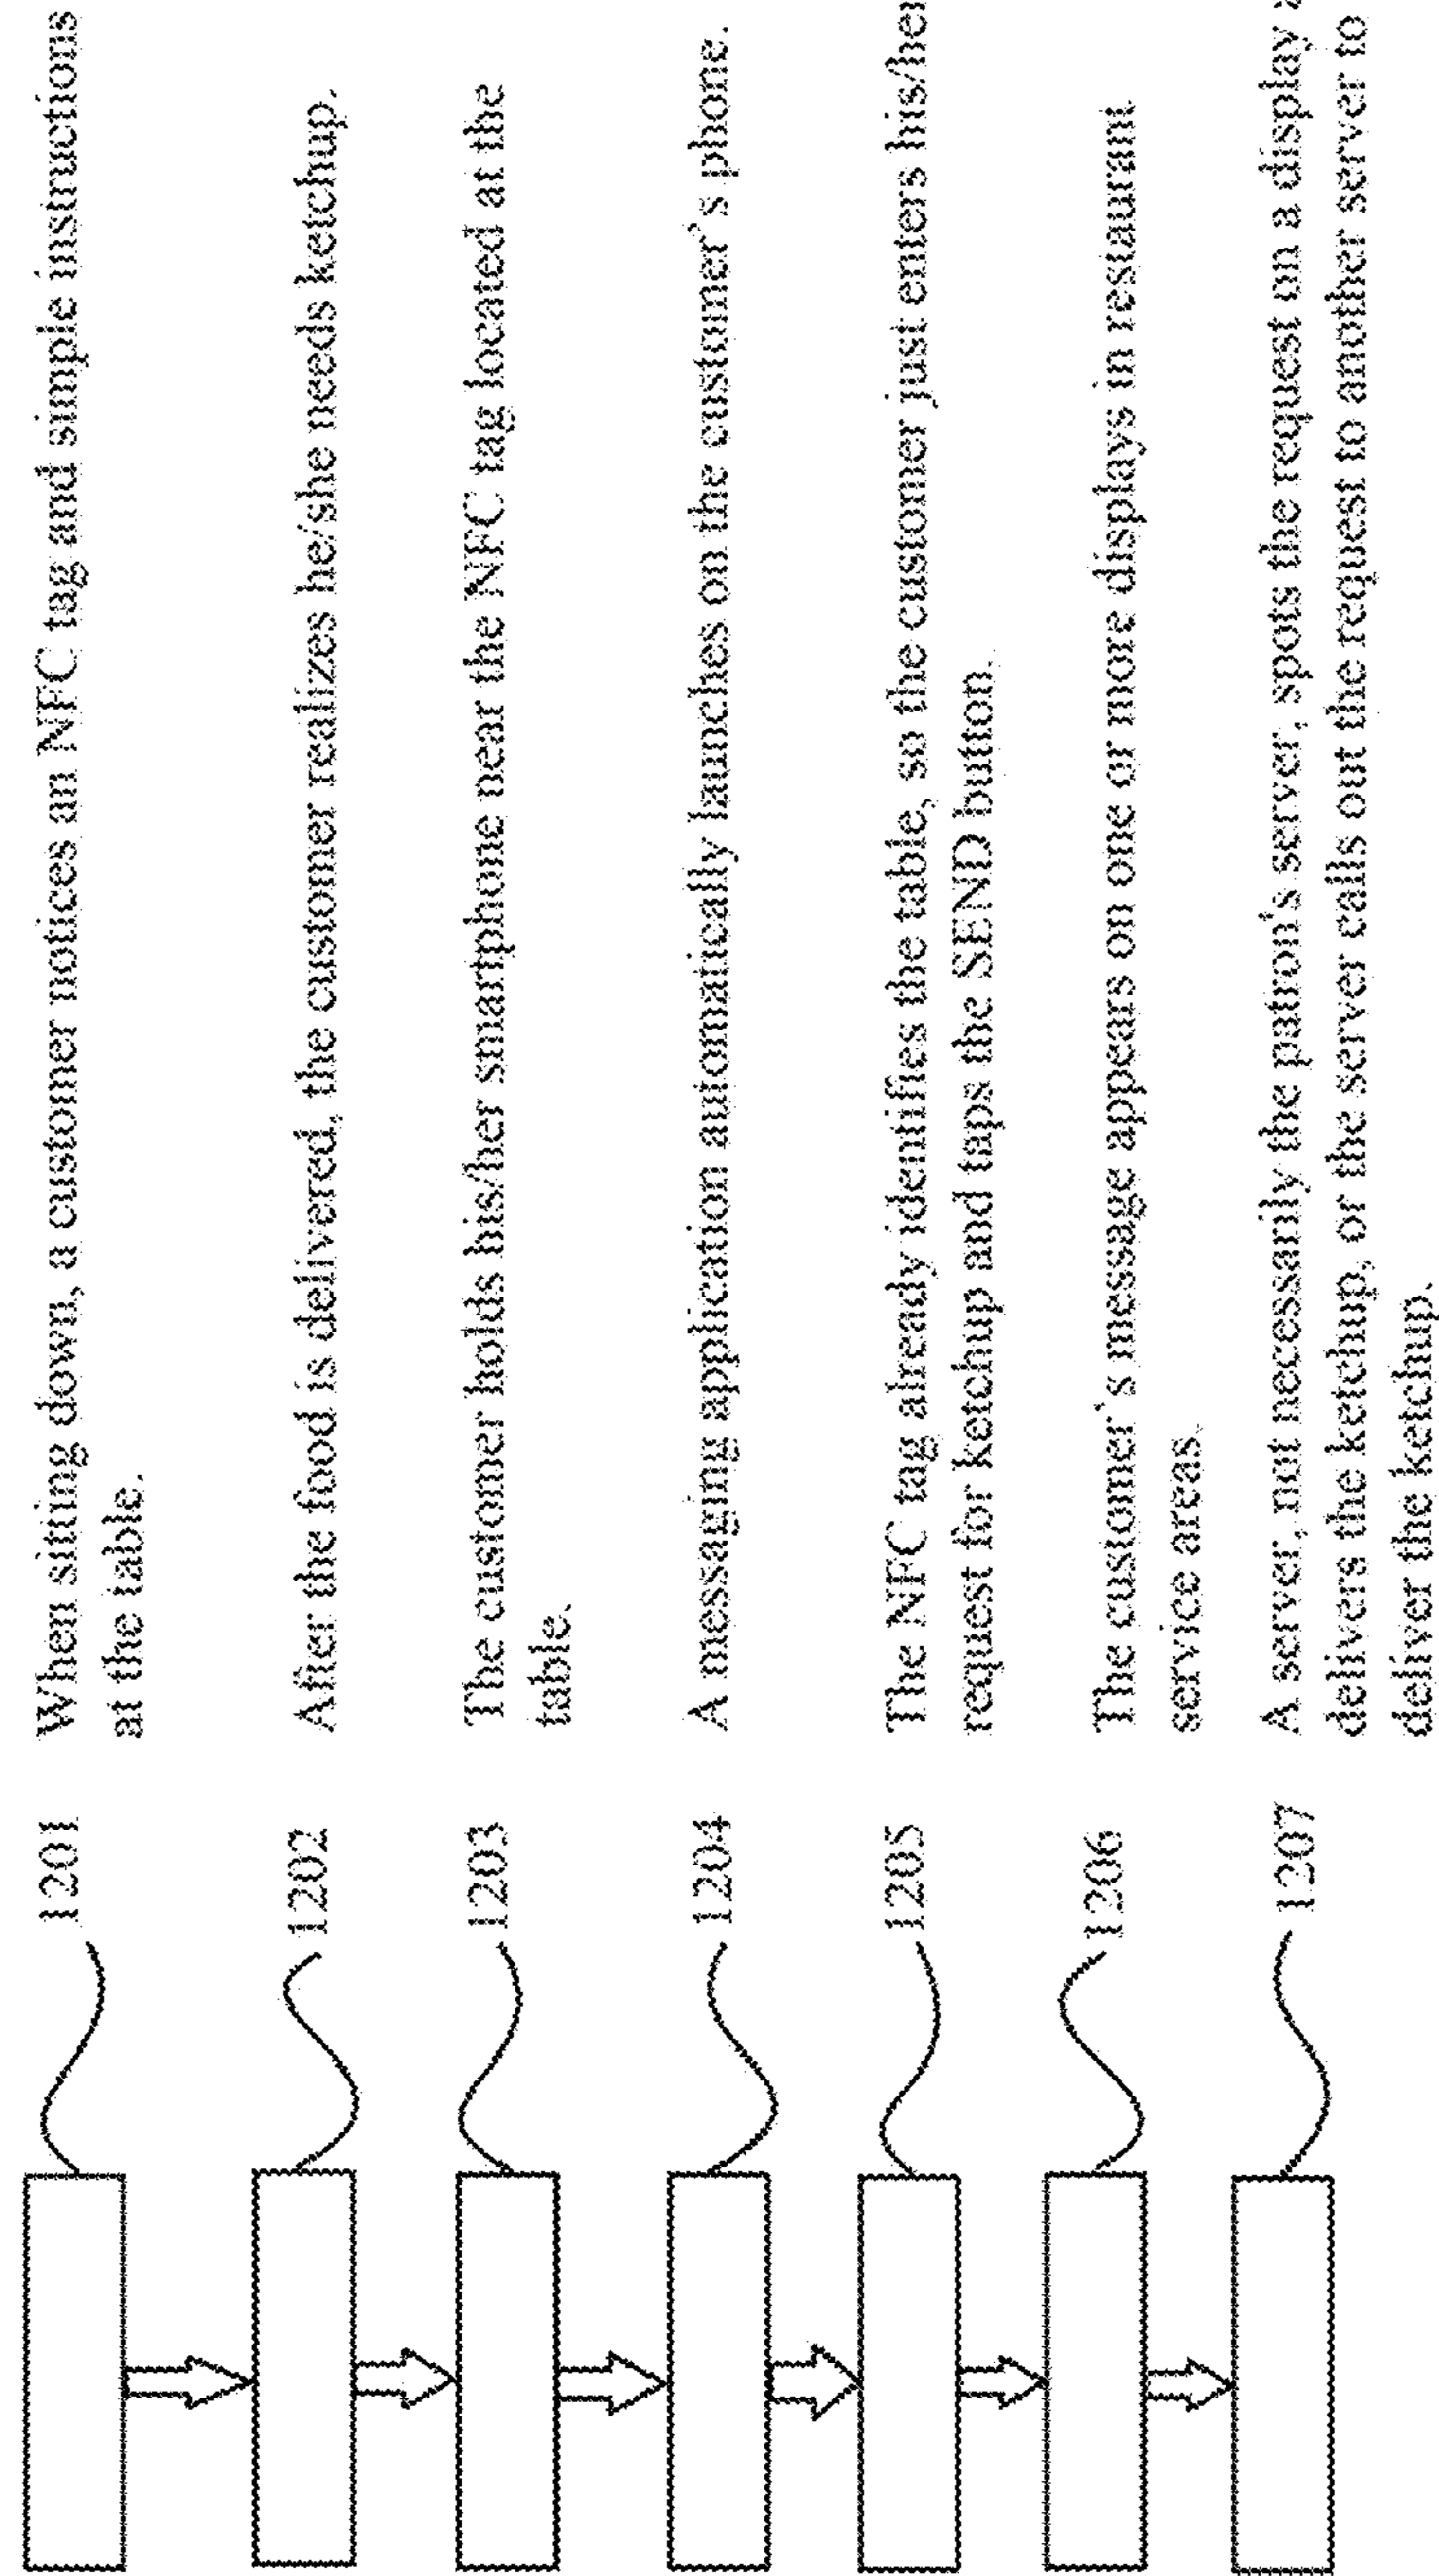 1201
When sitting down, a customer notices an NFC tag and simple instructions
at the table.
1202
After the food is delivered, the customer realizes he/she needs ketchup.
1203
The customer holds his/her smartphone near the NFC tag located at the
table.
1204
A messaging application automatically launches on the customer's phone.
1205
The NFC tag already identifies the table, so the customer just enters his/her
request for ketchup and taps the SEND button.
1206
The customer's message appears on one or more displays in restaurant
service areas.
1207
A server, not necessarily the patron's server, spots the request on a display
delivers the ketchup, or the server calls out the request to another server to
deliver the ketchup.